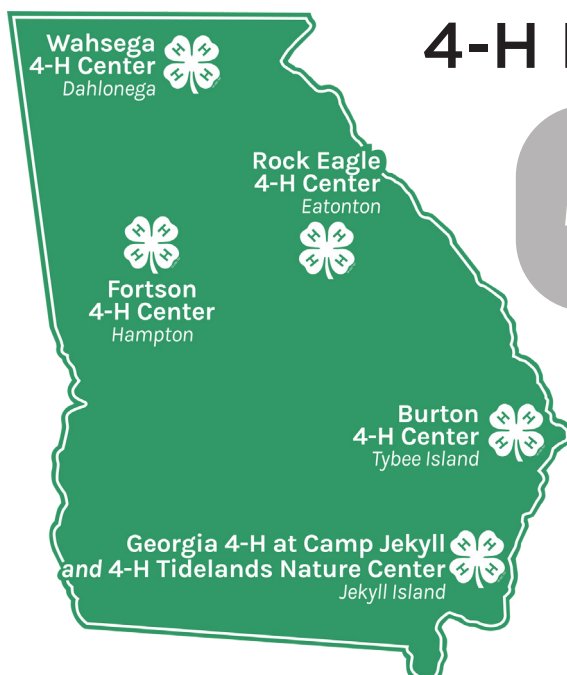 4-H
Wahsega
4-H Center
Dahlonega
Rock Eagle
4-H Center
Eatonton
Fortson
4-H Center
Hampton
Burton
4-H Center
Tybee Island
Georgia 4-H at Camp Jekyll
and 4-H Tidelands Nature Center
Jekyll Island
H H
H H
H H
H H
H H
H H
H H
H H
H H
H H